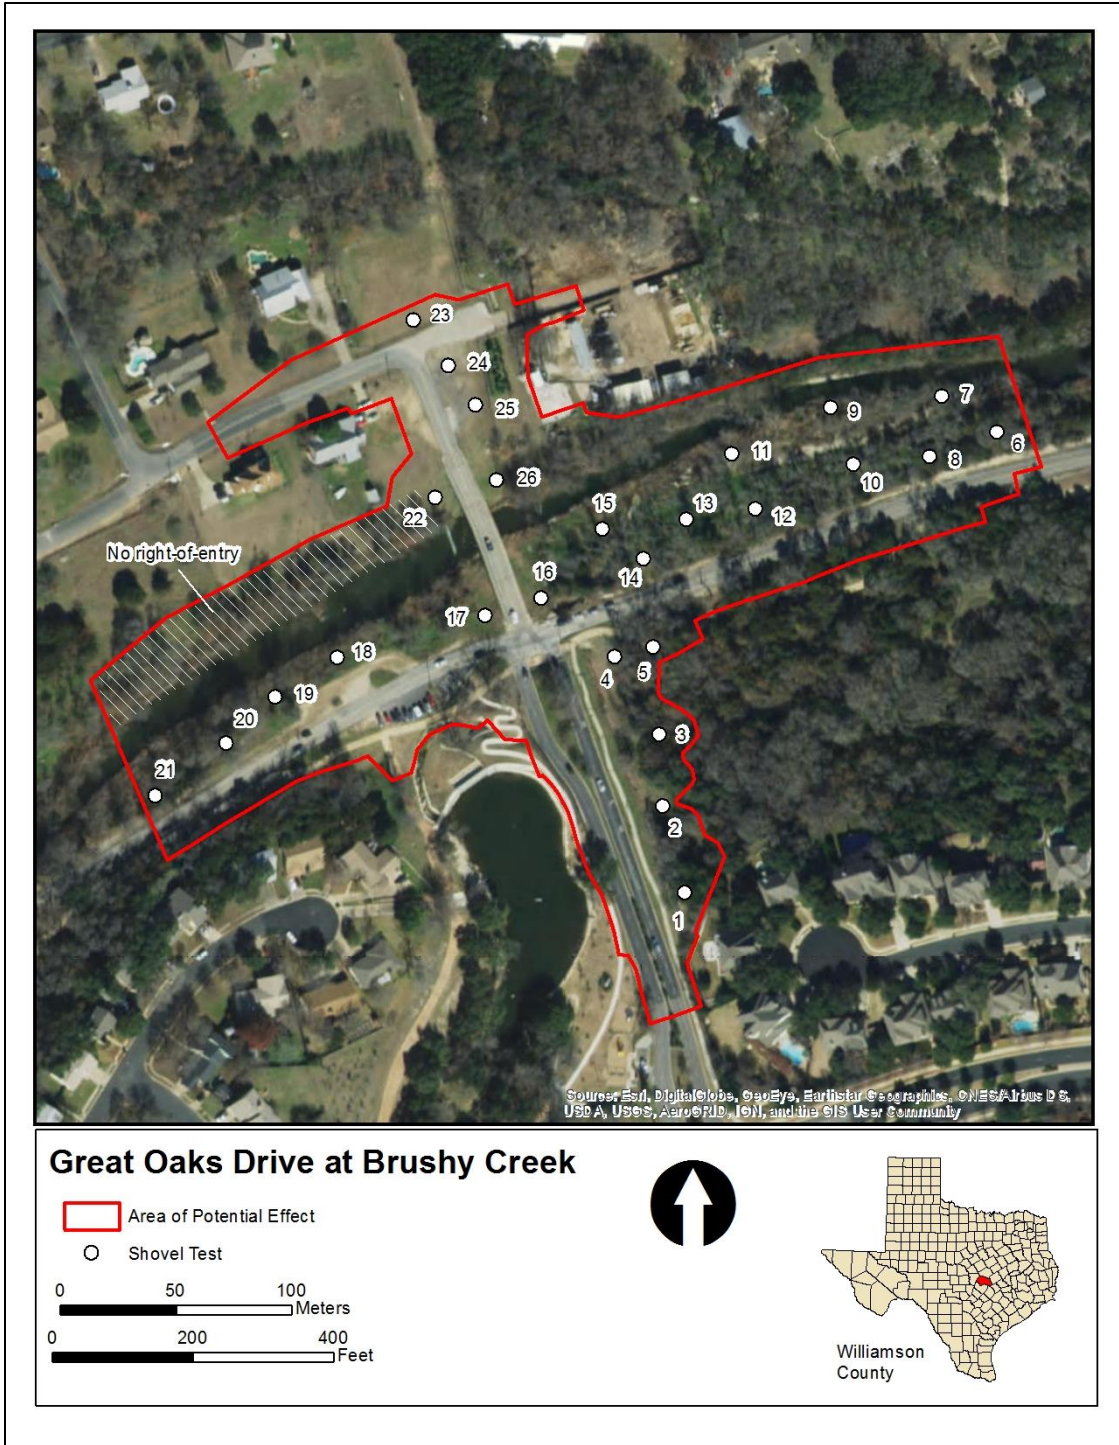 23
24
25
7
9
6
11
8
10
26
22
15
13
12
No right-of-entry
14
16
17
18
4
5
19
20
3
21
2
1
Source: Esri, DigitalGlobe, GeoEye, Earthstar Geographics, CNES/Airbus DS,
USDA, USGS, AeroGRID, IGN, and the GIS User Community
Great Oaks Drive at Brushy Creek
Area of Potential Effect
Shovel Test
0 50 100
Meters
0 200 400
Feet
Williamson
County